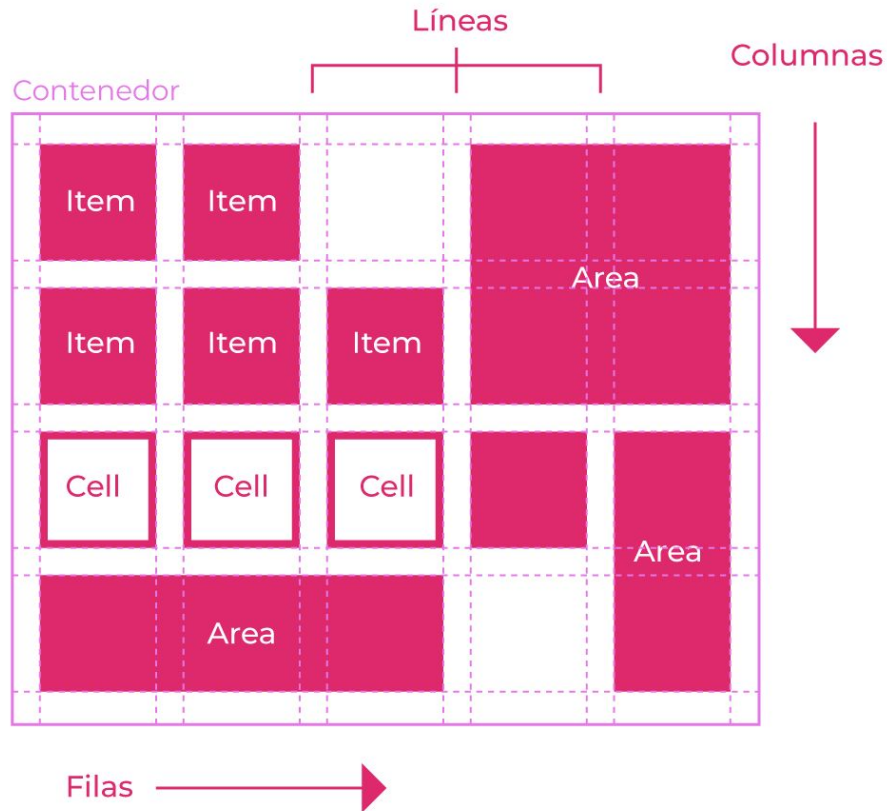 Líneas
Columnas
Contenedor
Item
Item
Area
Item
Item
Item
Cell
Cell
Cell
Area
Area
Filas